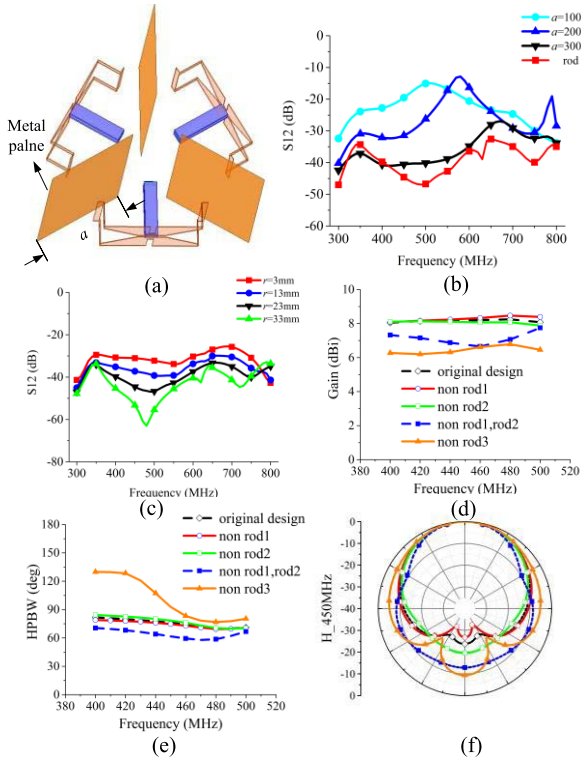 Metal
palne
a
(a)
0
-10
-20
-30
-40
-50
-60
S12 (dB)
300 400 500 600 700 800
Frequency (MHz)
a=100
a=200
a=300
rod
(b)
0
-20
-40
-60
-80
S12 (dB)
300 350 400 450 500 550 600 650 700 750 800
Frequency (MHz)
r=3mm
r=13mm
r=23mm
r=33mm
(c)
10
8
6
4
2
0
Gain (dBi)
380 400 420 440 460 480 500 520
Frequency (MHz)
original design
non rod1
non rod2
non rod1,rod2
non rod3
(d)
180
150
120
90
60
30
0
HPBW (deg)
380 400 420 440 460 480 500 520
Frequency (MHz)
original design
non rod1
non rod2
non rod1,rod2
non rod3
(e)
0
-10
-20
-30
-40
-30
-20
-10
0
H_450MHz
(f)